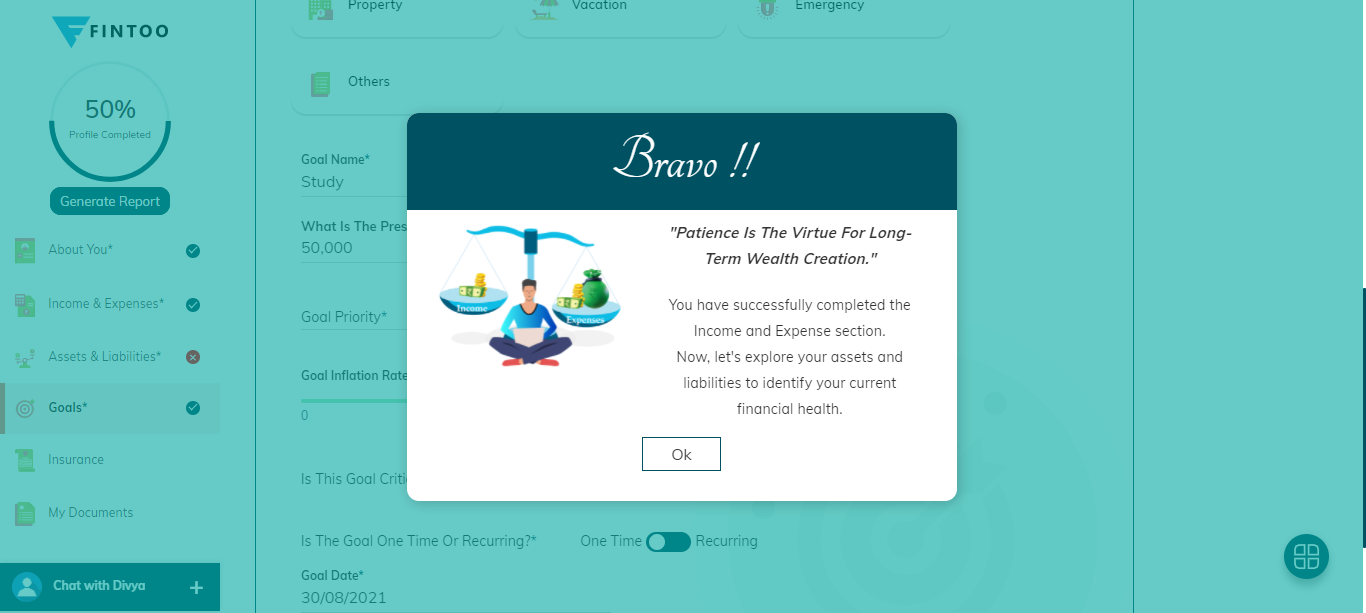 FINTOO
50%
Profile Completed
Generate Report
About You*
Income & Expenses*
Assets & Liabilities*
Goals*
Insurance
My Documents
Chat with Divya +
Property
Vacation
Emergency
Others
Goal Name*
Study
What Is The Pres
50,000
Goal Priority*
Goal Inflation Rate
0
Is This Goal Criti
Is The Goal One Time Or Recurring?* One Time Recurring
Goal Date*
30/08/2021
Bravo !!
Income
Expenses
"Patience Is The Virtue For Long-
Term Wealth Creation."
You have successfully completed the
Income and Expense section.
Now, let's explore your assets and
liabilities to identify your current
financial health.
Ok